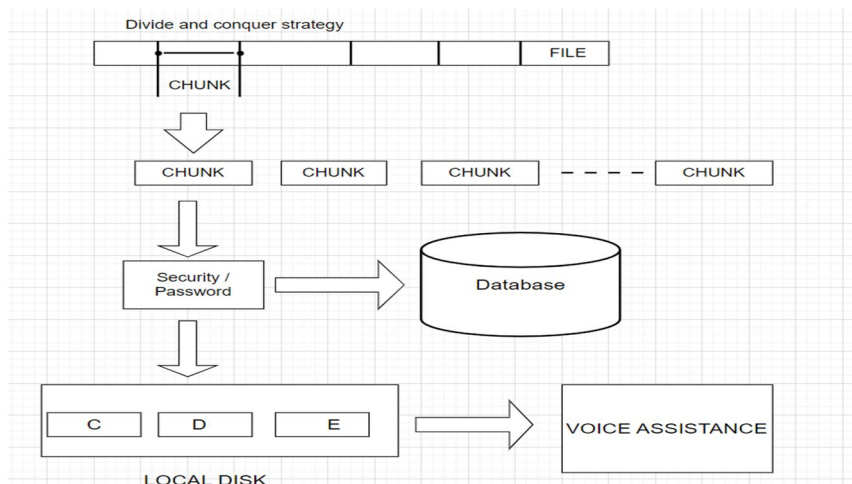 Divide and conquer strategy
FILE
CHUNK
CHUNK CHUNK CHUNK CHUNK
Security /
Password
Database
C D E
VOICE ASSISTANCE
LOCAL DISK